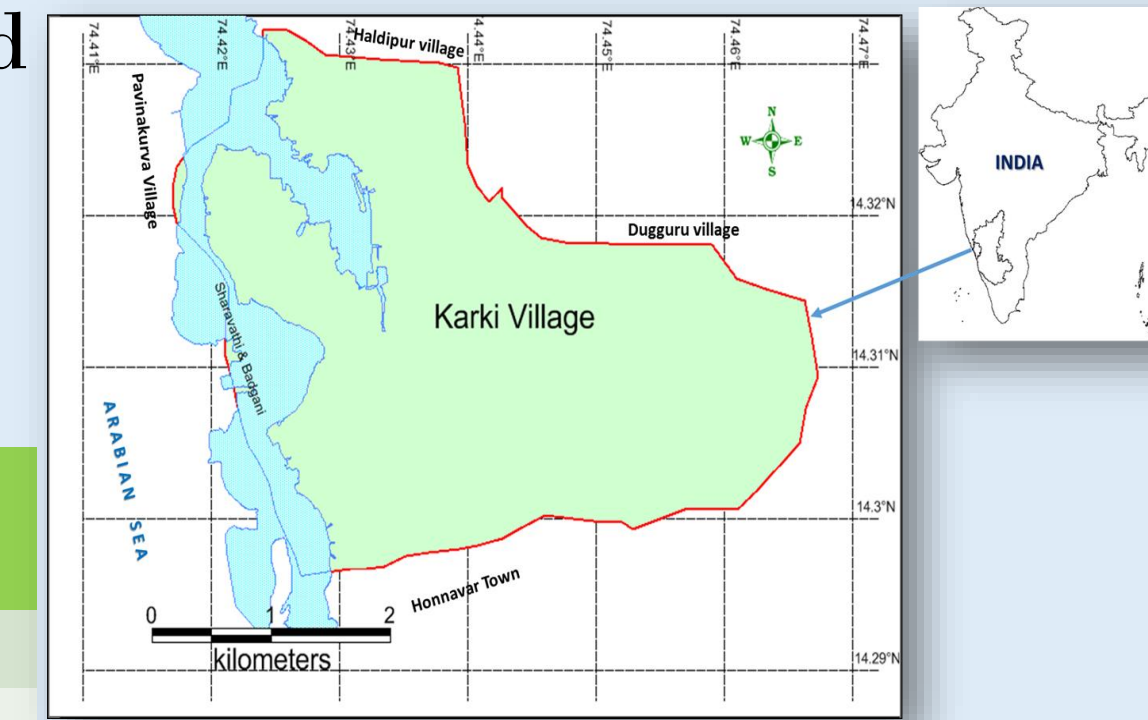 d
74.41°E
74.42°E
74.43°E
74.44°E
74.45°E
74.46°E
74.47°E
Haldipur village
Pavinakurva Village
N
W E
S
INDIA
14.32°N
Dugguru village
Karki Village
Sharavathi & Badgani
14.31°N
ARABIAN SEA
14.3°N
Honnavar Town
0 1 2
kilometers
14.29°N